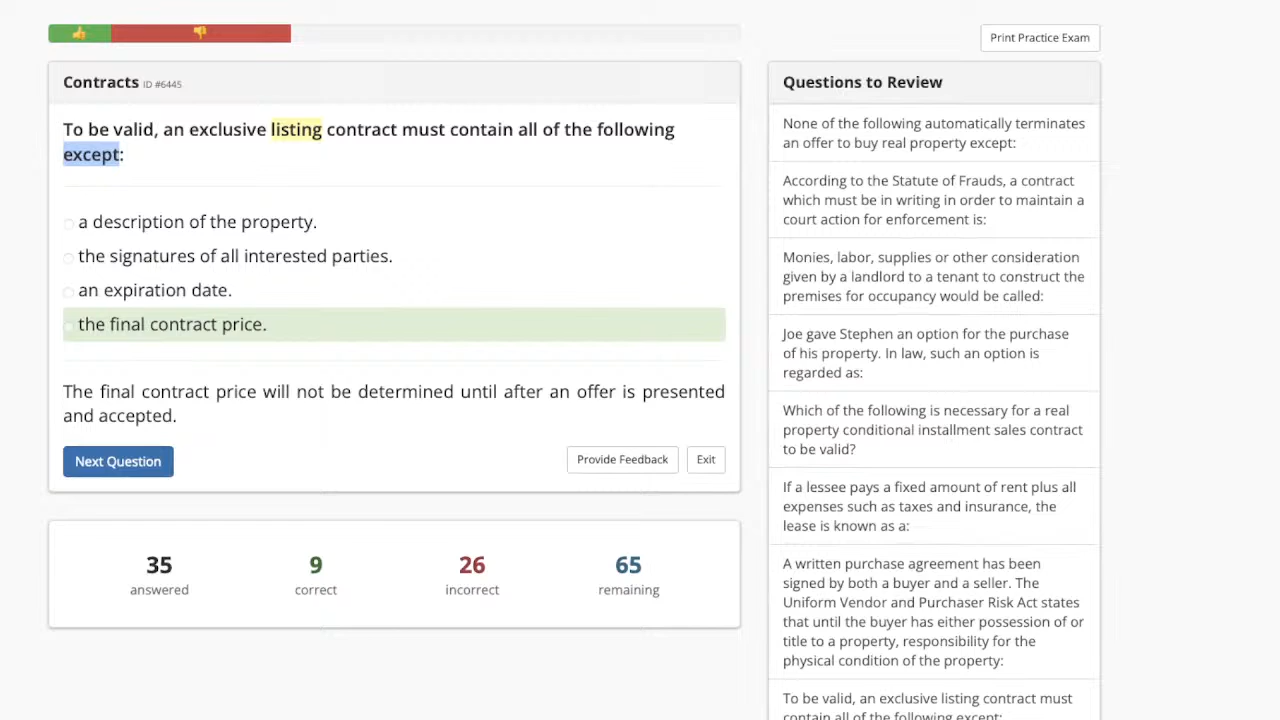 Print Practice Exam
Contracts ID #6445
To be valid, an exclusive listing contract must contain all of the following
except:
a description of the property.
the signatures of all interested parties.
an expiration date.
the final contract price.
The final contract price will not be determined until after an offer is presented
and accepted.
Next Question
Provide Feedback
Exit
35
answered
9
correct
26
incorrect
65
remaining
Questions to Review
None of the following automatically terminates
an offer to buy real property except:
According to the Statute of Frauds, a contract
which must be in writing in order to maintain a
court action for enforcement is:
Monies, labor, supplies or other consideration
given by a landlord to a tenant to construct the
premises for occupancy would be called:
Joe gave Stephen an option for the purchase
of his property. In law, such an option is
regarded as:
Which of the following is necessary for a real
property conditional installment sales contract
to be valid?
If a lessee pays a fixed amount of rent plus all
expenses such as taxes and insurance, the
lease is known as a:
A written purchase agreement has been
signed by both a buyer and a seller. The
Uniform Vendor and Purchaser Risk Act states
that until the buyer has either possession of or
title to a property, responsibility for the
physical condition of the property:
To be valid, an exclusive listing contract must
contain all of the following except: